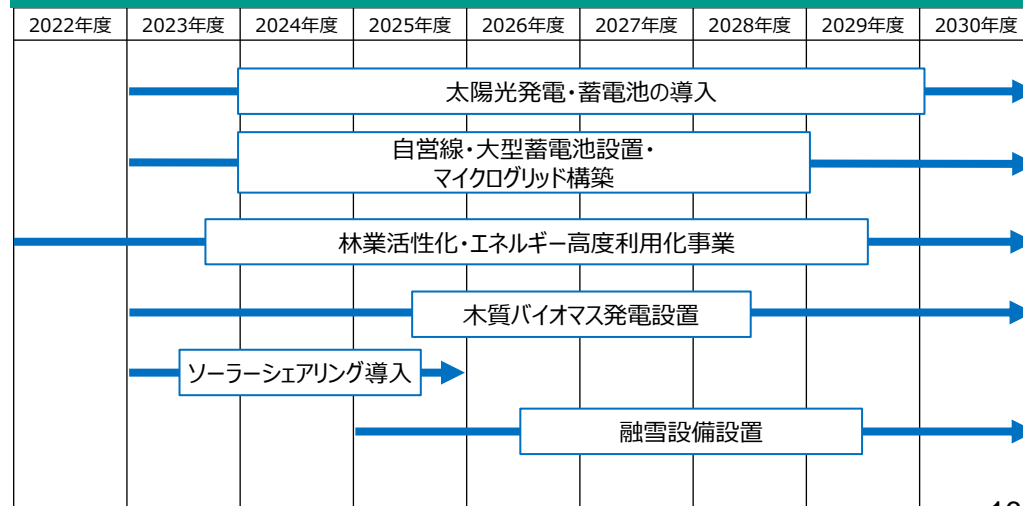 2022年度 2023年度 2024年度 2025年度 2026年度 2027年度 2028年度 2029年度 2030年度
太陽光発電・蓄電池の導入
自営線・大型蓄電池設置・
マイクログリッド構築
林業活性化・エネルギー高度利用化事業
木質バイオマス発電設置
ソーラーシェアリング導入
融雪設備設置